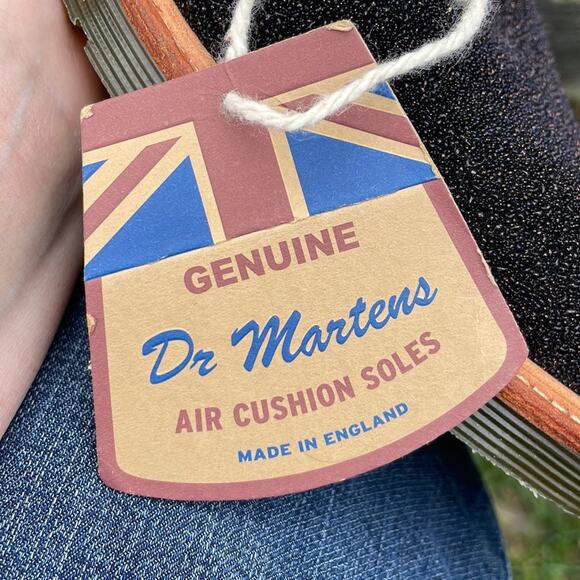 GENUINE
Dr Martens
AIR CUSHION SOLES
MADE IN ENGLAND